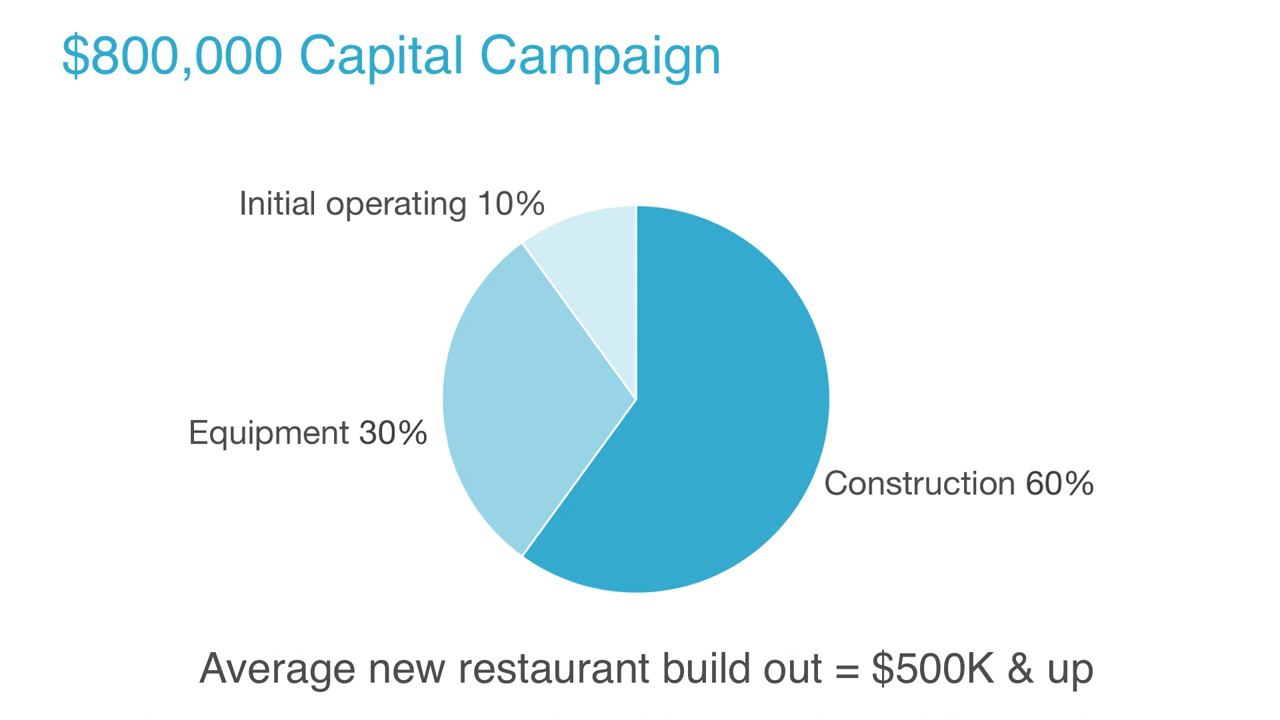 $800,000 Capital Campaign
Initial operating 10%
Equipment 30%
Construction 60%
Average new restaurant build out = $500K & up